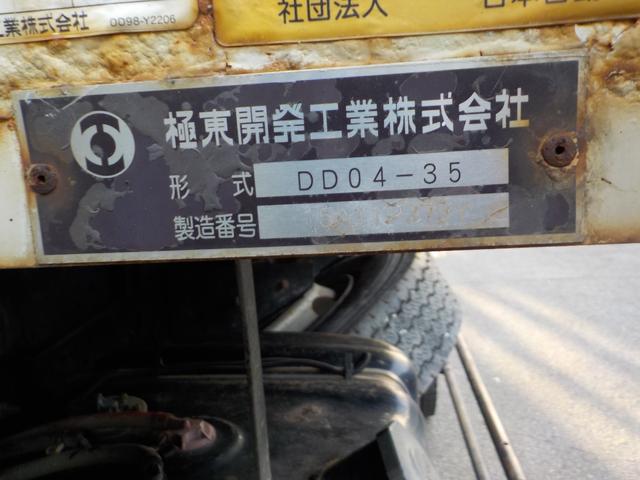 業株式会社 DD98-Y2206
社団法人
極東開発工業株式会社
形式 DD04-35
製造番号